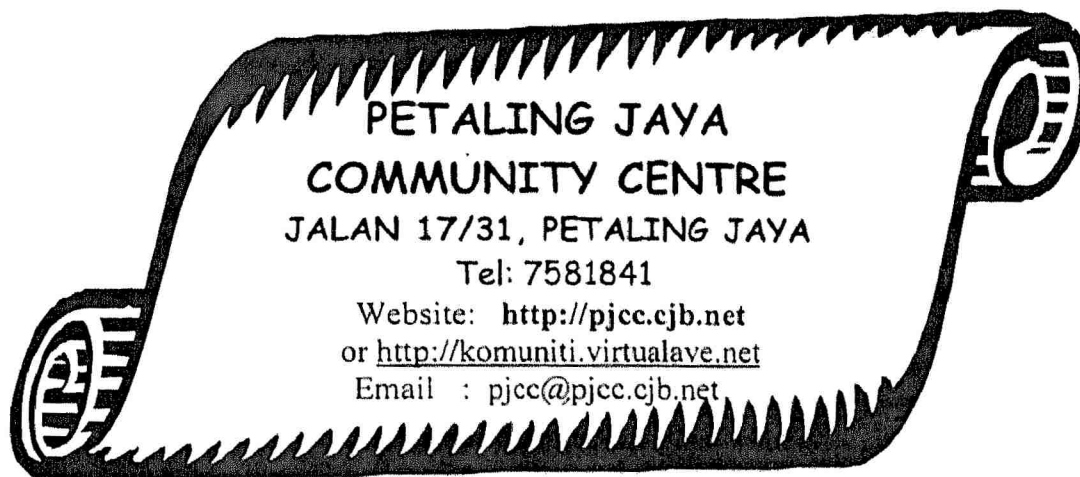 PETALING JAYA
COMMUNITY CENTRE
JALAN 17/31, PETALING JAYA
Tel: 7581841
Website: http://pjcc.cjb.net
or http://komuniti.virtualave.net
Email : pjcc@pjcc.cjb.net